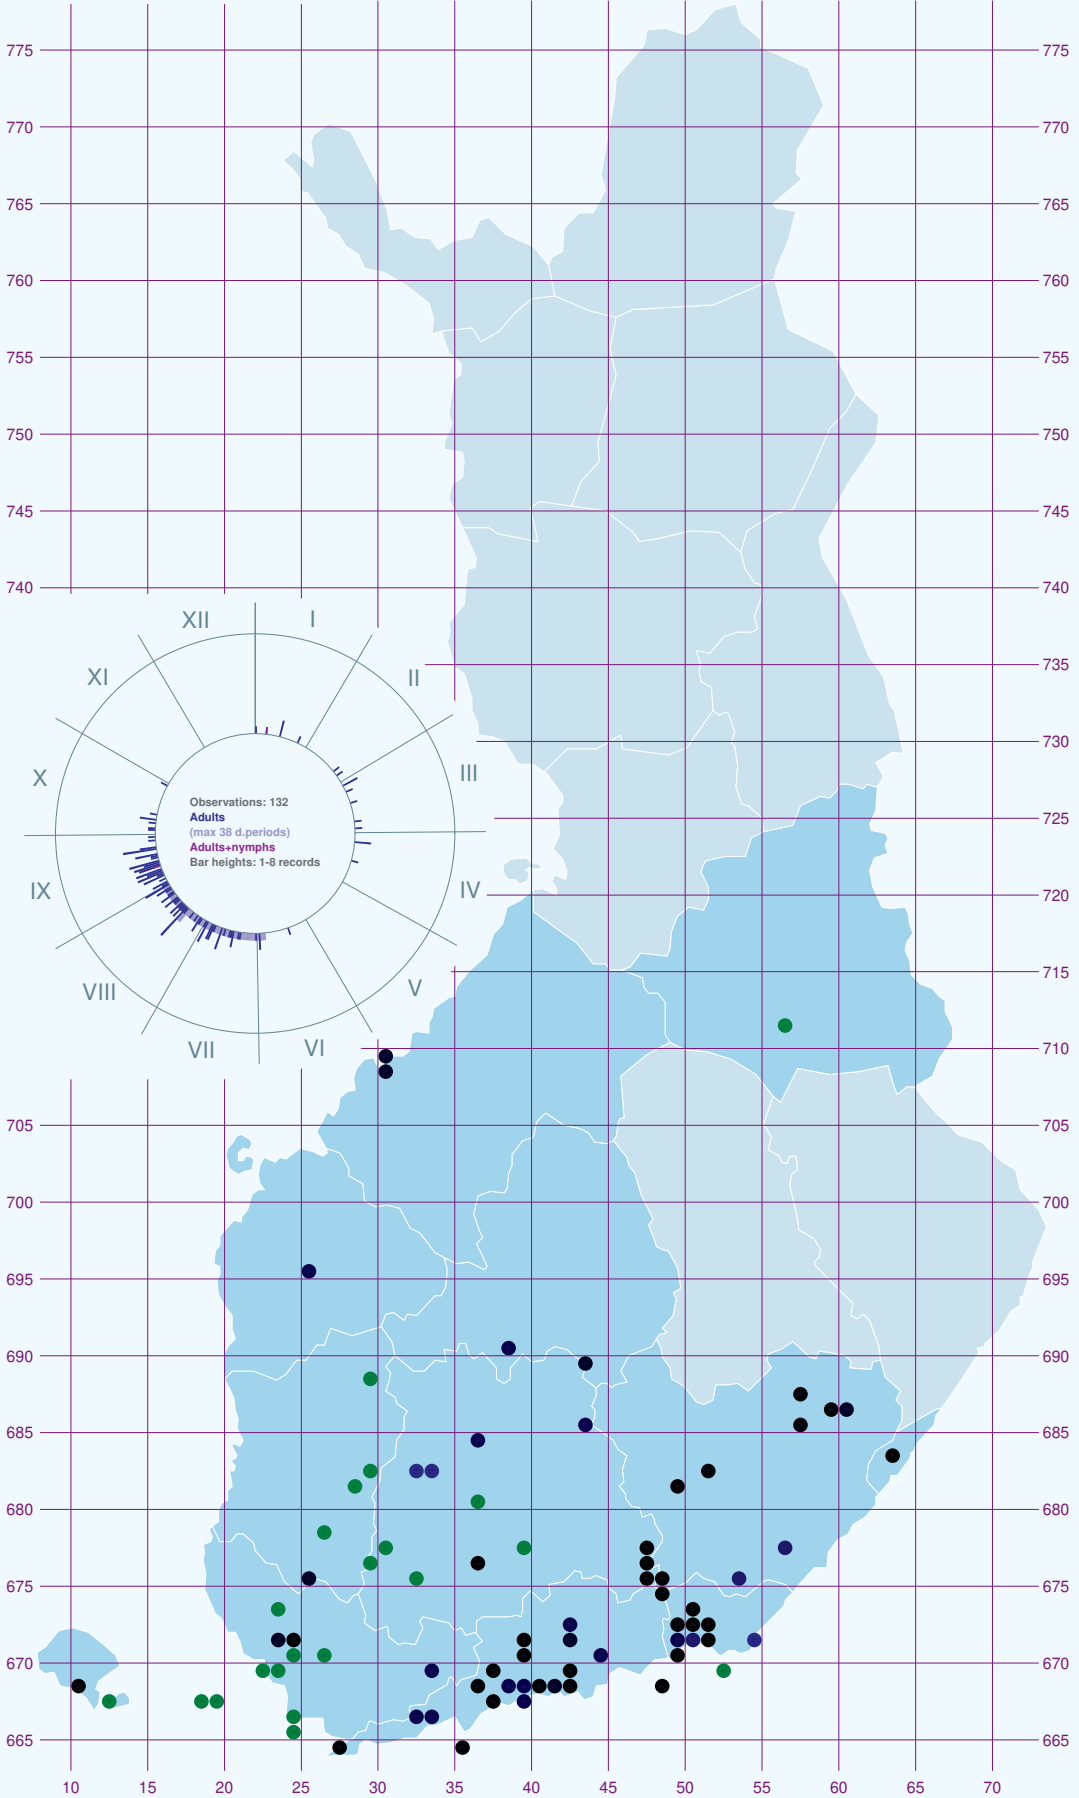 775 775
770 770
765 765
760 760
755 755
750 750
745 745
740 740
XII I
XI II
735 735
730 730
X III
Observations: 132
Adults
(max 38 d.periods)
Adults+nymphs
Bar heights: 1-8 records
725 725
IX IV
720 720
VIII V
715 715
VII VI
710 710
705 705
700 700
695 695
690 690
685 685
680 680
675 675
670 670
665 665
10 15 20 25 30 35 40 45 50 55 60 65 70